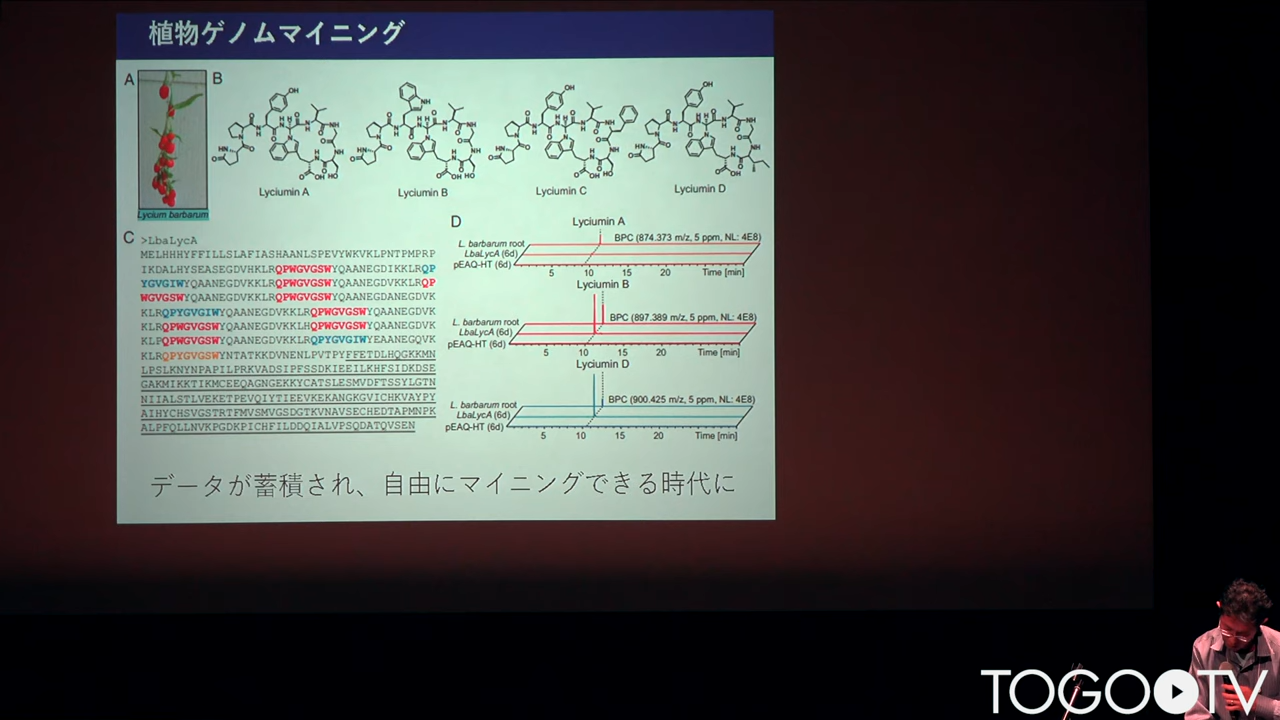 植物ゲノムマイニング
A
B
Lycium barbarum
Lyciumin A
Lyciumin B
Lyciumin C
Lyciumin D
C
>LbaLycA
MELHHHYFFILLSLAFIASHAANLSPEVYWKVKLPNTPMPRP
IKDALHYSEASEGDVHKLRQPWGVGSWYQAANEGDIKKLRQP
YGVGIWYQAANEGDVKKLRQPWGVGSWYQAANEGDVKKLRQP
WGVGSWYQAANEGDVKKLRQPWGVGSWYQAANEGDANEGDVK
KLRQPYGVGIWYQAANEGDVKKLRQPWGVGSWYQAANEGDVK
KLRQPWGVGSWYQAANEGDVKKLHQPWGVGSWYQAANEGDVK
KLPQPWGVGSWYQAANEGDVKKLRQPYGVGIWYEAANEGQVK
KLRQPYGVGSWYNTATKKDVNENLPVTPYFFETDLHQGKKMN
LPSLKNYNPAPILPRKVADSIPFSSDKIEEILKHFSIDKDSE
GAKMIKKTIKMCEEQAGNGEKKYCATSLESMVDFTSSYLGTN
NIIALSTLVEKETPEVQIYTIEEVKEKANGKGVICHKVAYPY
AIHYCHSVGSTRTFMVSMVGSDGTKVNAVSECHEDTAPMNPK
ALPFQLLNVKPGDKPICHFILDDQIALVPSQDATQVSEN
D
Lyciumin A
BPC (874.373 m/z, 5 ppm, NL: 4E8)
L. barbarum root
LbaLycA (6d)
pEAQ-HT (6d)
5 10 15 20 Time [min]
Lyciumin B
BPC (897.389 m/z, 5 ppm, NL: 4E8)
L. barbarum root
LbaLycA (6d)
pEAQ-HT (6d)
5 10 15 20 Time [min]
Lyciumin D
BPC (900.425 m/z, 5 ppm, NL: 4E8)
L. barbarum root
LbaLycA (6d)
pEAQ-HT (6d)
5 10 15 20 Time [min]
データが蓄積され、自由にマイニングできる時代に
TOGO TV